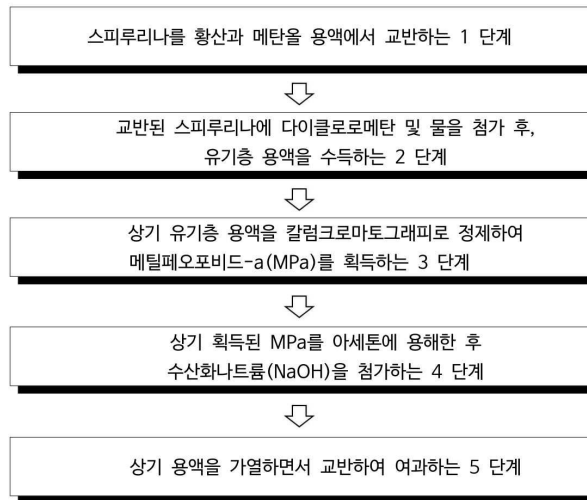 스피루리나를 황산과 메탄올 용액에서 교반하는 1 단계
교반된 스피루리나에 다이클로로메탄 및 물을 첨가 후,
유기층 용액을 수득하는 2 단계
상기 유기층 용액을 칼럼크로마토그래피로 정제하여
메틸페오포비드-a(MPa)를 획득하는 3 단계
상기 획득된 MPa를 아세톤에 용해한 후
수산화나트륨(NaOH)을 첨가하는 4 단계
상기 용액을 가열하면서 교반하여 여과하는 5 단계